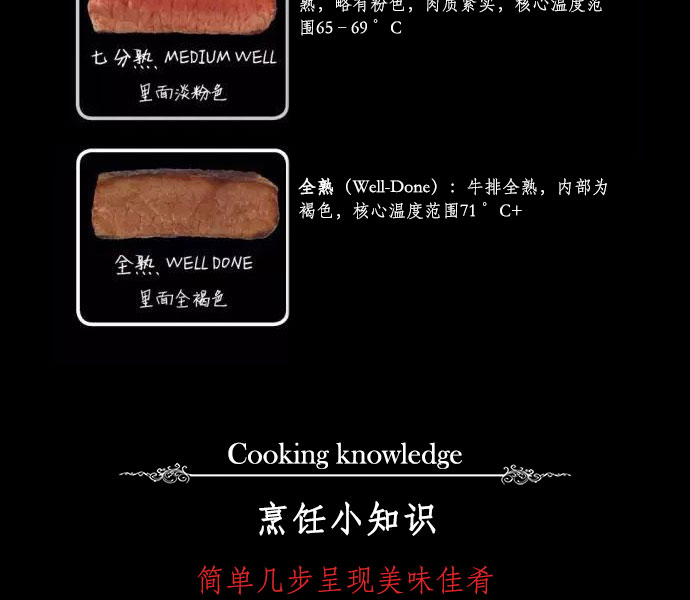 熟，略有粉色，肉质紧实，核心温度范
围65－69°C
七分熟、MEDIUM WELL
里面淡粉色
全熟（Well-Done）：牛排全熟，内部为
褐色，核心温度范围71°C+
全熟、WELL DONE
里面全褐色
Cooking knowledge
烹饪小知识
简单几步呈现美味佳肴